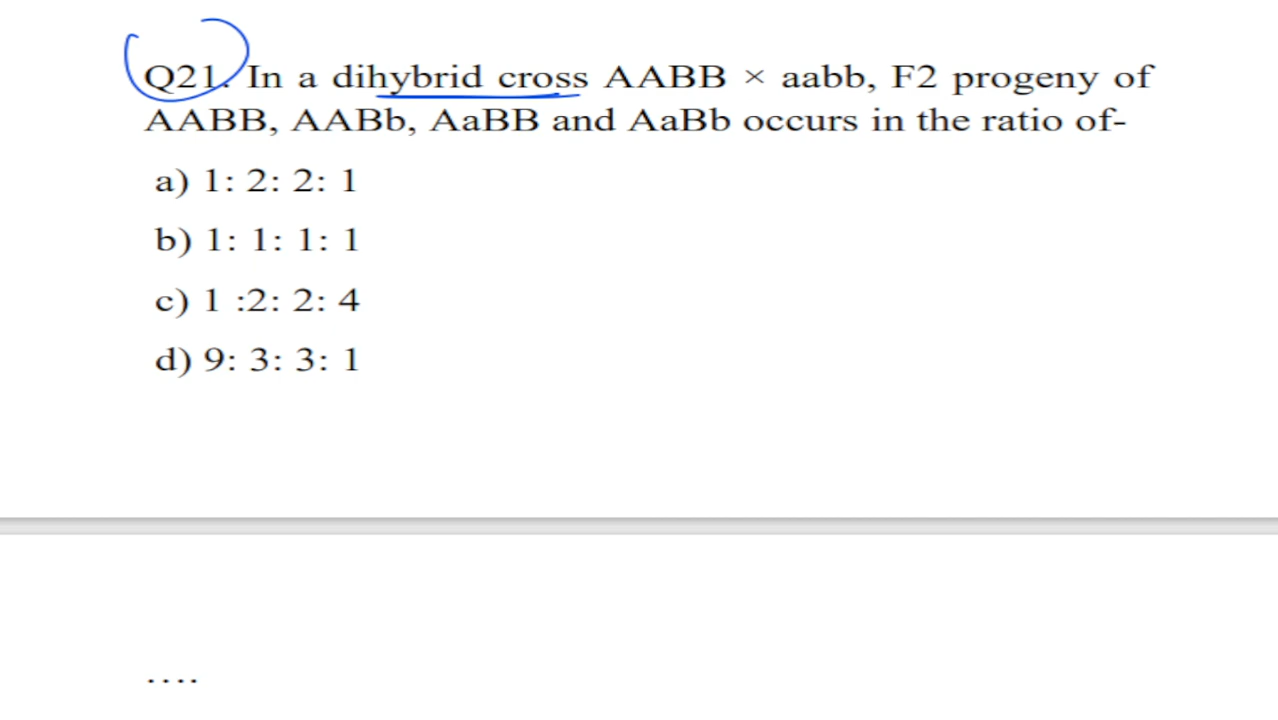 Q21. In a dihybrid cross AABB × aabb, F2 progeny of
AABB, AABb, AaBB and AaBb occurs in the ratio of-
a) 1: 2: 2: 1
b) 1: 1: 1: 1
c) 1 :2: 2: 4
d) 9: 3: 3: 1
....